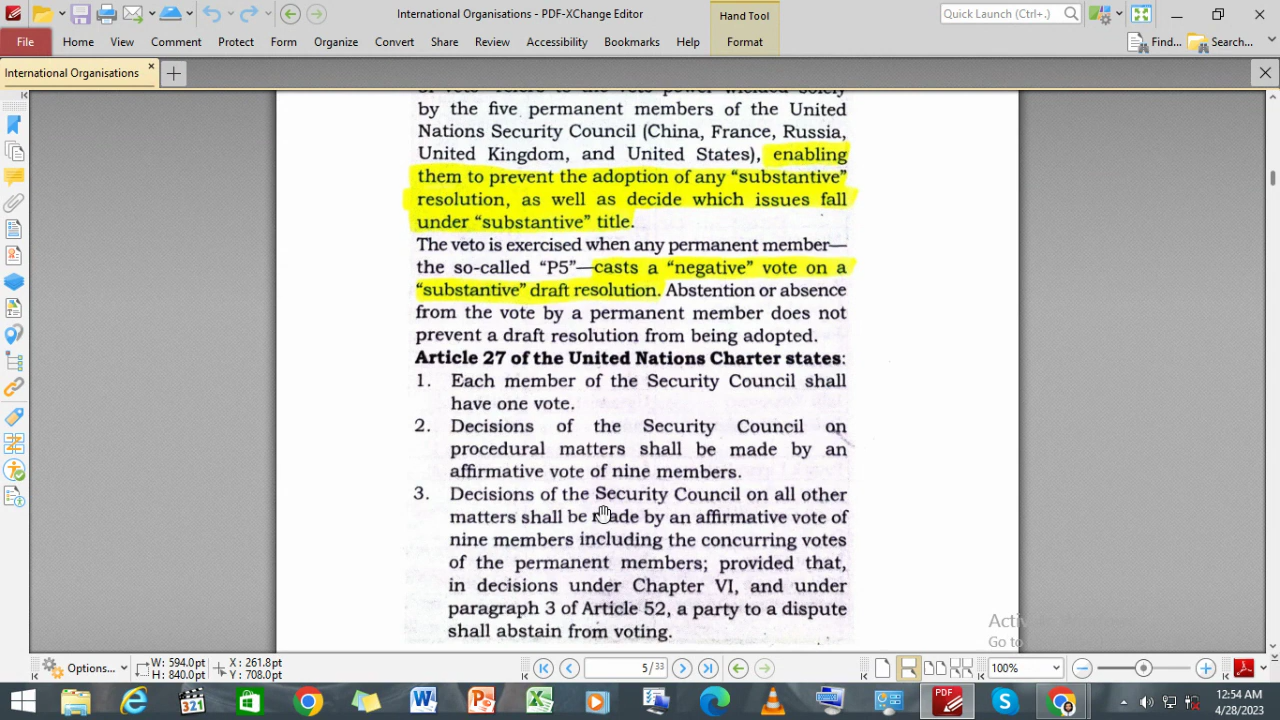 International Organisations - PDF-XChange Editor
Hand Tool
Quick Launch (Ctrl+.)
File
Home
View
Comment
Protect
Form
Organize
Convert
Share
Review
Accessibility
Bookmarks
Help
Format
Find...
Search...
International Organisations
by the five permanent members of the United
Nations Security Council (China, France, Russia,
United Kingdom, and United States), enabling
them to prevent the adoption of any “substantive”
resolution, as well as decide which issues fall
under “substantive” title.
The veto is exercised when any permanent member—
the so-called “P5”—casts a “negative” vote on a
“substantive” draft resolution. Abstention or absence
from the vote by a permanent member does not
prevent a draft resolution from being adopted.
Article 27 of the United Nations Charter states:
1. Each member of the Security Council shall
have one vote.
2. Decisions of the Security Council on
procedural matters shall be made by an
affirmative vote of nine members.
3. Decisions of the Security Council on all other
matters shall be made by an affirmative vote of
nine members including the concurring votes
of the permanent members; provided that,
in decisions under Chapter VI, and under
paragraph 3 of Article 52, a party to a dispute
shall abstain from voting.
Go to
Options...
W: 594.0pt
H: 840.0pt
X: 261.8pt
Y: 708.0pt
5 / 33
100%
321
PDF
12:54 AM
4/28/2023